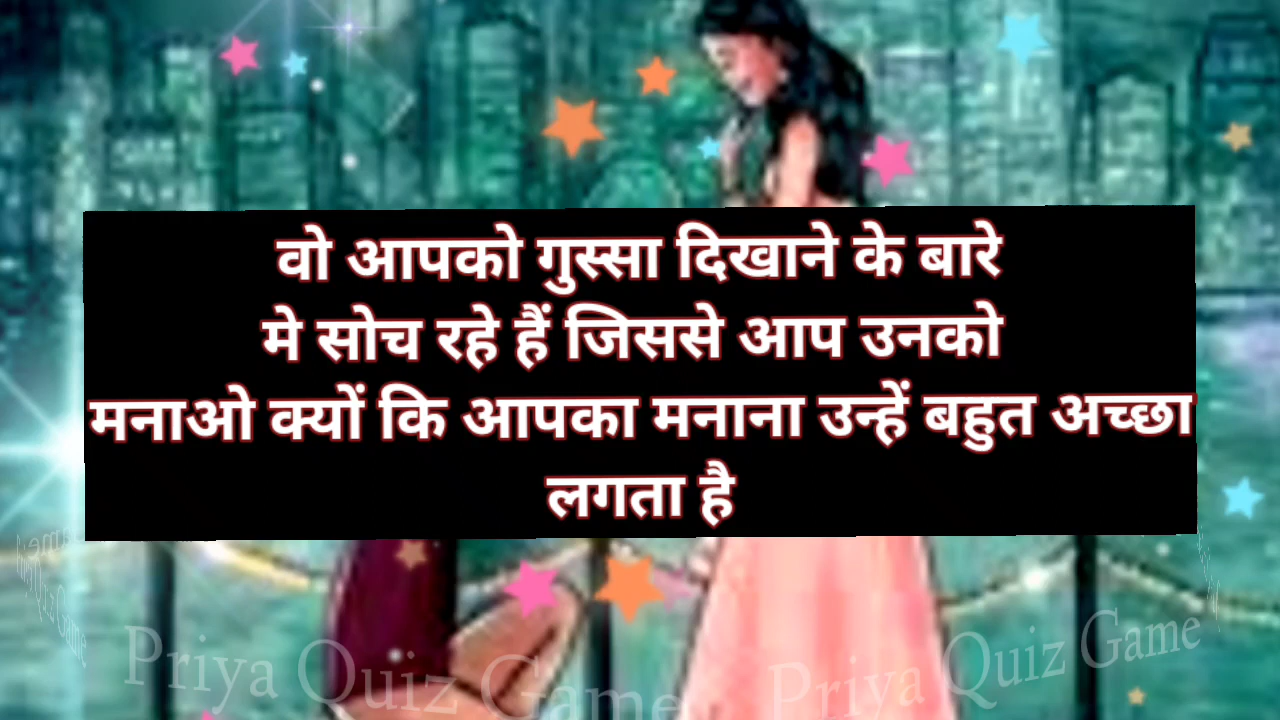 वो आपको गुस्सा दिखाने के बारे
मे सोच रहे हैं जिससे आप उनको
मनाओ क्यों कि आपका मनाना उन्हें बहुत अच्छा
लगता है
Priya Quiz Game Priya Quiz Game